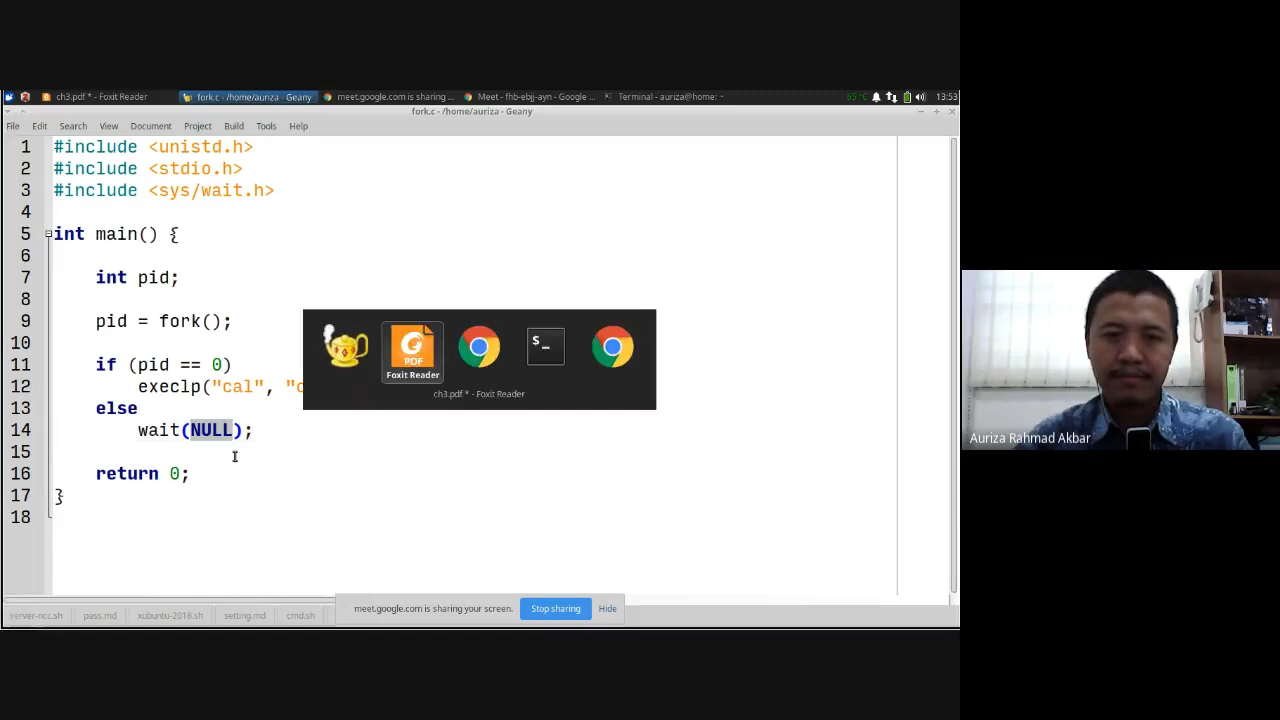 ch3.pdf * - Foxit Reader
fork.c - /home/auriza - Geany
meet.google.com is sharing ...
Meet - fhb-ebjj-ayn - Google ...
Terminal - auriza@home: ~
65°C
13:53
fork.c - /home/auriza - Geany
File Edit Search View Document Project Build Tools Help
1 #include <unistd.h>
2 #include <stdio.h>
3 #include <sys/wait.h>
4
5 int main() {
6
7 int pid;
8
9 pid = fork();
10
11 if (pid == 0)
12 execlp("cal", "c
13 else
14 wait(NULL);
15
16 return 0;
17 }
18
$_
PDF
Foxit Reader
ch3.pdf * - Foxit Reader
Auriza Rahmad Akbar
meet.google.com is sharing your screen. Stop sharing Hide
server-ncc.sh pass.md xubuntu-2018.sh setting.md cmd.sh